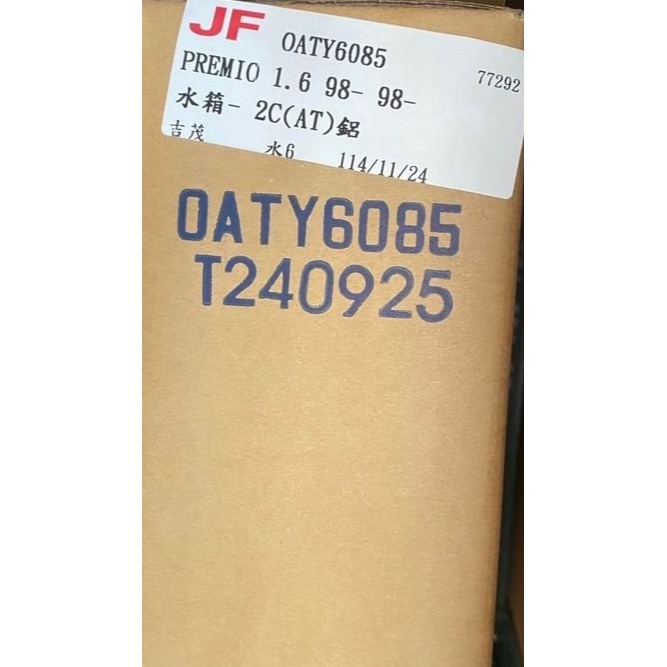 JF OATY6085
PREMIO 1.6 98- 98- 77292
水箱- 2C(AT)鋁
吉茂 水6 114/11/24
OATY6085
T240925